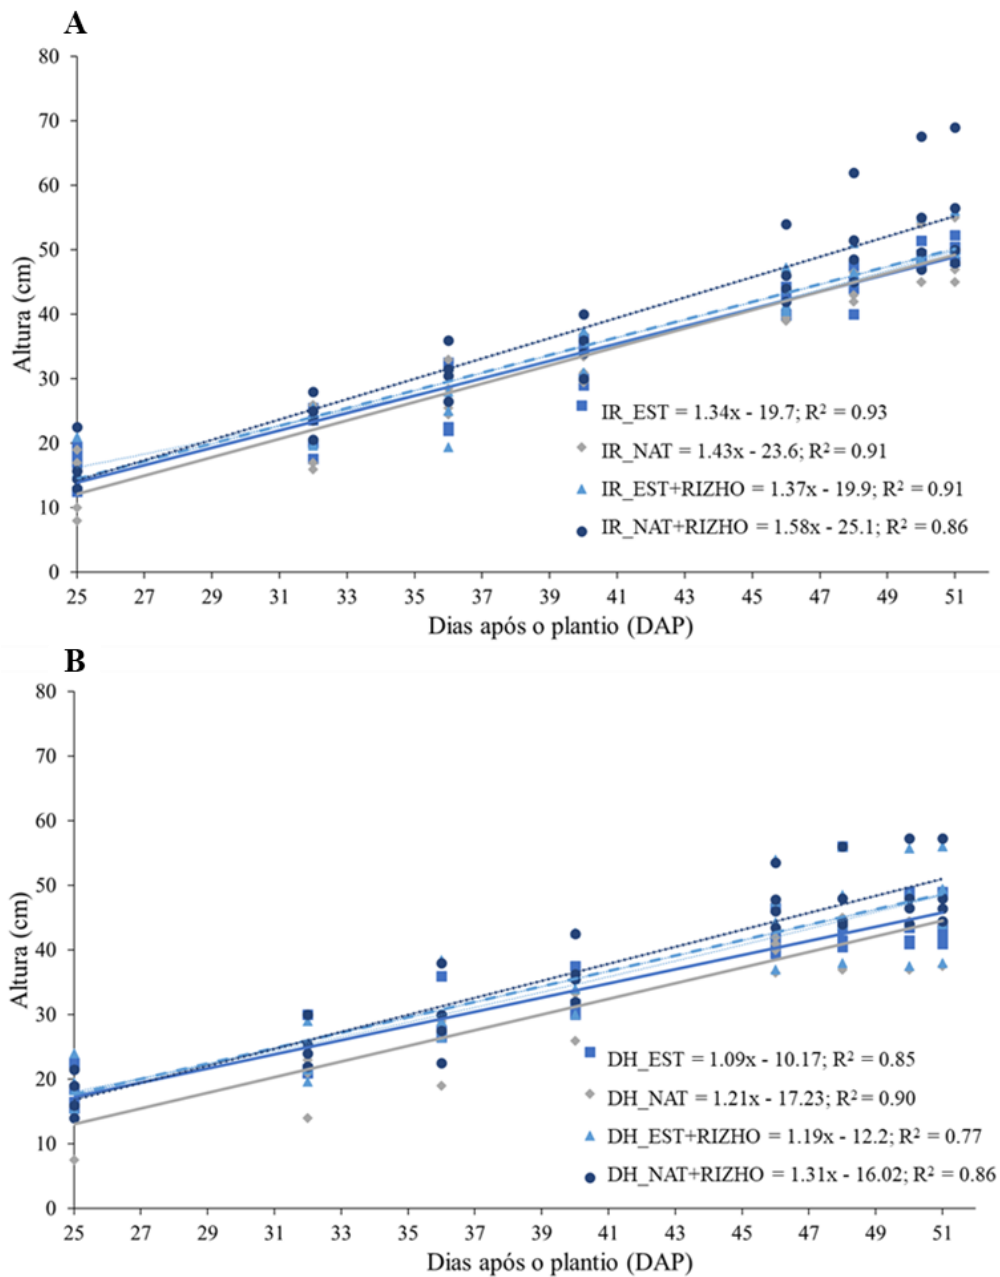 A
80
70
60
50
40
30
20
10
0
Altura (cm)
IR_EST = 1.34x - 19.7; R² = 0.93
IR_NAT = 1.43x - 23.6; R² = 0.91
IR_EST+RIZHO = 1.37x - 19.9; R² = 0.91
IR_NAT+RIZHO = 1.58x - 25.1; R² = 0.86
25 27 29 31 33 35 37 39 41 43 45 47 49 51
Dias após o plantio (DAP)
B
80
70
60
50
40
30
20
10
0
Altura (cm)
DH_EST = 1.09x - 10.17; R² = 0.85
DH_NAT = 1.21x - 17.23; R² = 0.90
DH_EST+RIZHO = 1.19x - 12.2; R² = 0.77
DH_NAT+RIZHO = 1.31x - 16.02; R² = 0.86
25 27 29 31 33 35 37 39 41 43 45 47 49 51
Dias após o plantio (DAP)